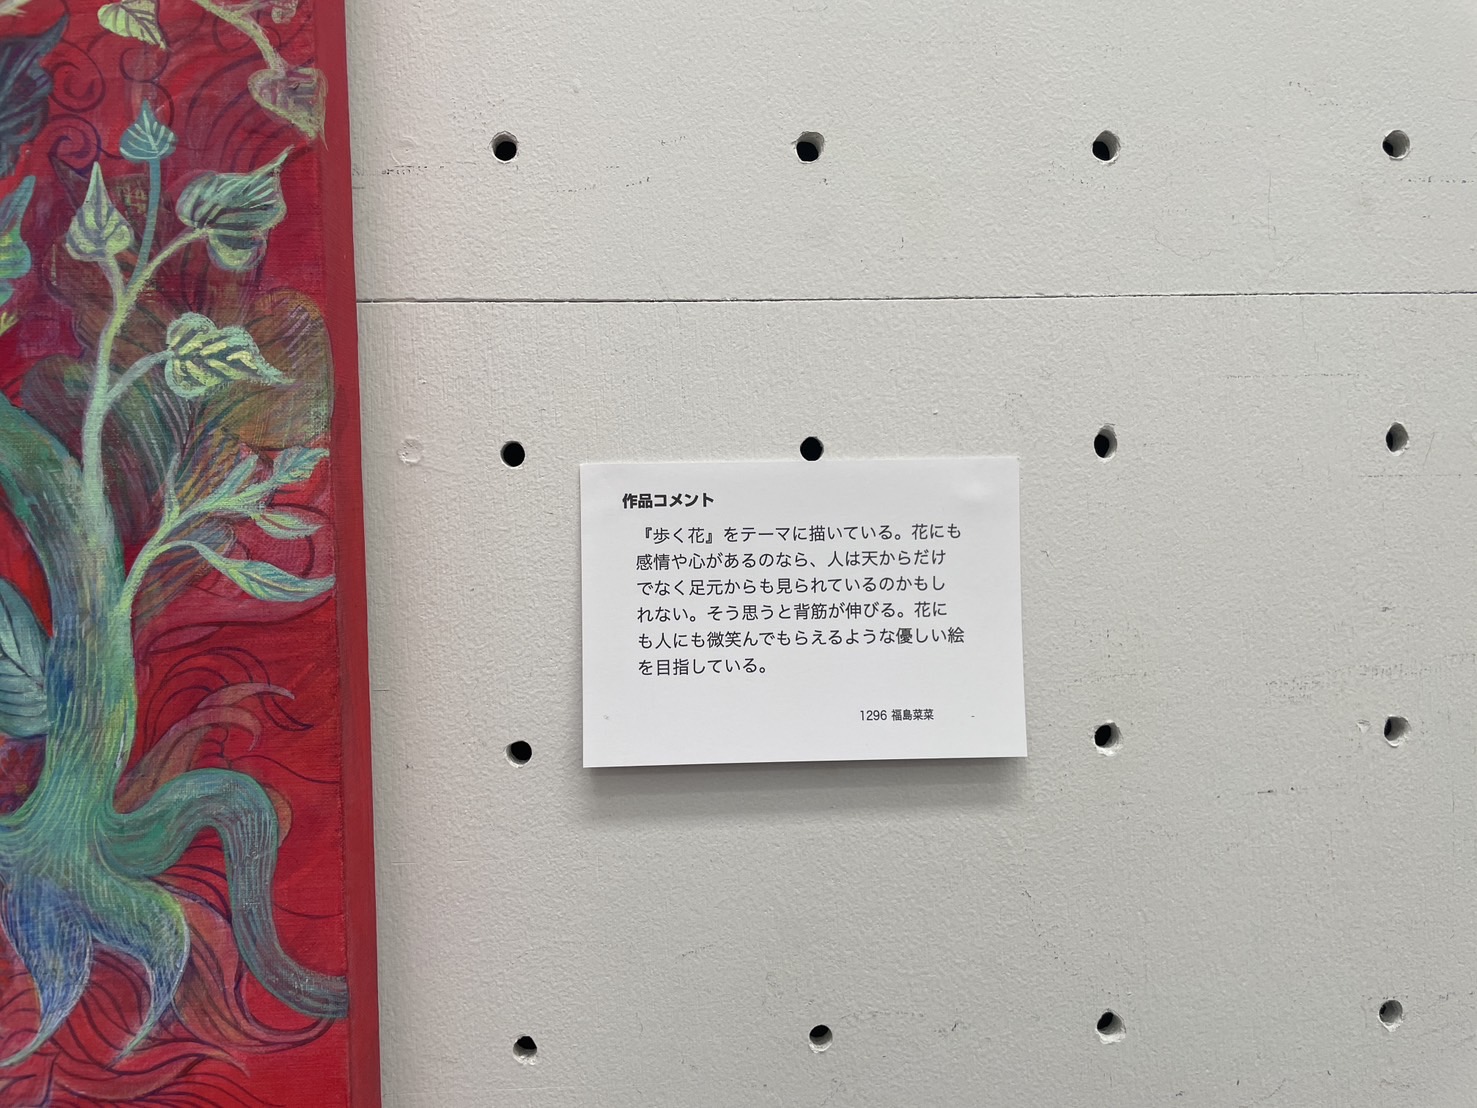 作品コメント
『歩く花』をテーマに描いている。花にも
感情や心があるのなら、人は天からだけ
でなく足元からも見られているのかもし
れない。そう思うと背筋が伸びる。花に
も人にも微笑んでもらえるような優しい絵
を目指している。
1296 福島菜菜